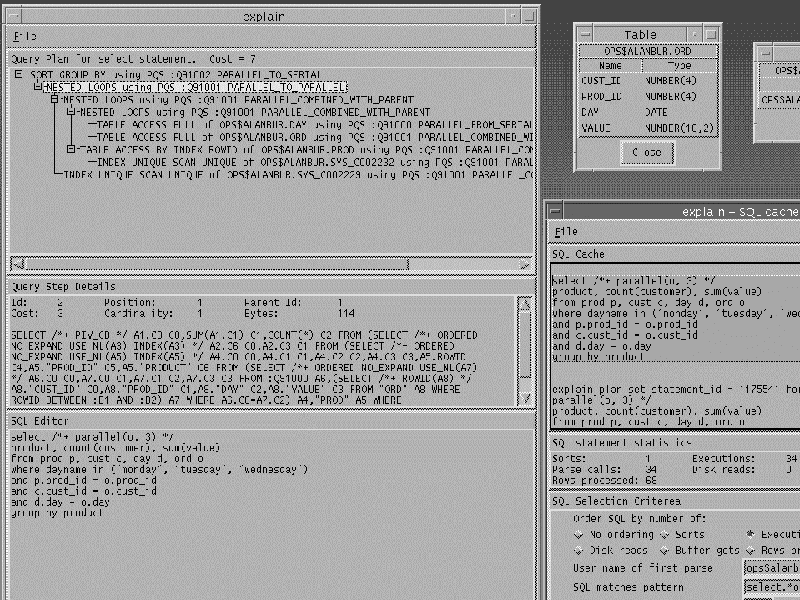 explain
File
Query Plan for select statement.  Cost = 7
SORT GROUP BY using PQS :Q91002 PARALLEL_TO_SERIAL
NESTED LOOPS using PQS :Q91001 PARALLEL_TO_PARALLEL
NESTED LOOPS using PQS :Q91001 PARALLEL_COMBINED_WITH_PARENT
NESTED LOOPS using PQS :Q91001 PARALLEL_COMBINED_WITH_PARENT
TABLE ACCESS FULL of OPS$ALANBUR.DAY using :Q91000 PARALLEL_FROM_SERIAL
TABLE ACCESS FULL of OPS$ALANBUR.ORD using :Q91001 PARALLEL_COMBINED_WI
TABLE ACCESS BY INDEX ROWID of OPS$ALANBUR.PROD using :Q91001 PARALLEL_COM
INDEX UNIQUE SCAN UNIQUE of OPS$ALANBUR.SYS_C002232 using :Q91001 PARAL
INDEX UNIQUE SCAN UNIQUE of OPS$ALANBUR.SYS_C002229 using :Q91001 PARALLEL_C
Query Step Details
Id: 2 Position: 1 Parent Id: 1
Cost: 3 Cardinality: 1 Bytes: 114
SELECT /*+ PIV_GB */ A1.C0 C0,SUM(A1.C1) C1,COUNT(*) C2 FROM (SELECT /*+ ORDERED
NO_EXPAND USE_NL(A3) INDEX(A3) */ A2.C6 C0,A2.C3 C1 FROM (SELECT /*+ ORDERED
NO_EXPAND USE_NL(A5) INDEX(A5) */ A4.C0 C0,A4.C1 C1,A4.C2 C2,A4.C3 C3,A5.ROWID
C4,A5."PROD_ID" C5,A5."PRODUCT" C6 FROM (SELECT /*+ ORDERED NO_EXPAND USE_NL(A7)
*/ A6.C0 C0,A7.C0 C1,A7.C1 C2,A7.C3 C3 FROM :Q91000 A6,(SELECT /*+ ROWID(A8) */
A8."CUST_ID" C0,A8."PROD_ID" C1,A8."DAY" C2,A8."VALUE" C3 FROM "ORD" A8 WHERE
ROWID BETWEEN :B1 AND :B2) A7 WHERE A6.C0=A7.C2) A4,"PROD" A5 WHERE
SQL Editor
select /*+ parallel(o, 3) */
product, count(customer), sum(value)
from prod p, cust c, day d, ord o
where dayname in ('monday', 'tuesday', 'wednesday')
and p.prod_id = o.prod_id
and c.cust_id = o.cust_id
and d.day = o.day
group by product
Table
OPS$ALANBUR.ORD
Name Type
CUST_ID NUMBER(4)
PROD_ID NUMBER(4)
DAY DATE
VALUE NUMBER(10,2)
Close
explain - SQL cache
File
SQL Cache
select /*+ parallel(o, 3) */
product, count(customer), sum(value)
from prod p, cust c, day d, ord o
where dayname in ('monday', 'tuesday', 'wednes
and p.prod_id = o.prod_id
and c.cust_id = o.cust_id
and d.day = o.day
group by product
explain plan set statement_id = '17554' for
parallel(o, 3) */
product, count(customer), sum(value)
from prod p, cust c, day d, ord o
SQL statement statistics
Sorts: 1 Executions: 34
Parse calls: 34 Disk reads: 0
Rows processed: 68
SQL Selection Criterea
Order SQL by number of:
No ordering Sorts Executi
Disk reads Buffer gets Rows pr
User name of first parse ops$alanb
SQL matches pattern select.*o